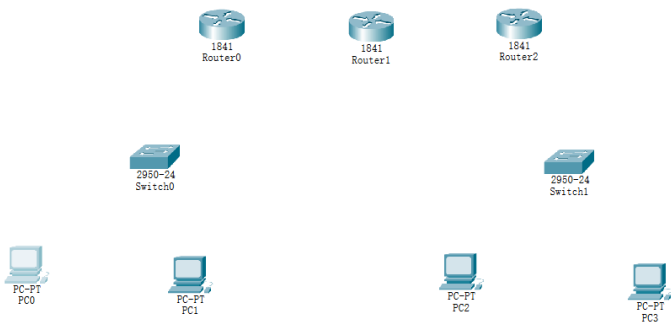 1841
Router0
1841
Router1
1841
Router2
2950-24
Switch0
2950-24
Switch1
PC-PT
PC0
PC-PT
PC1
PC-PT
PC2
PC-PT
PC3